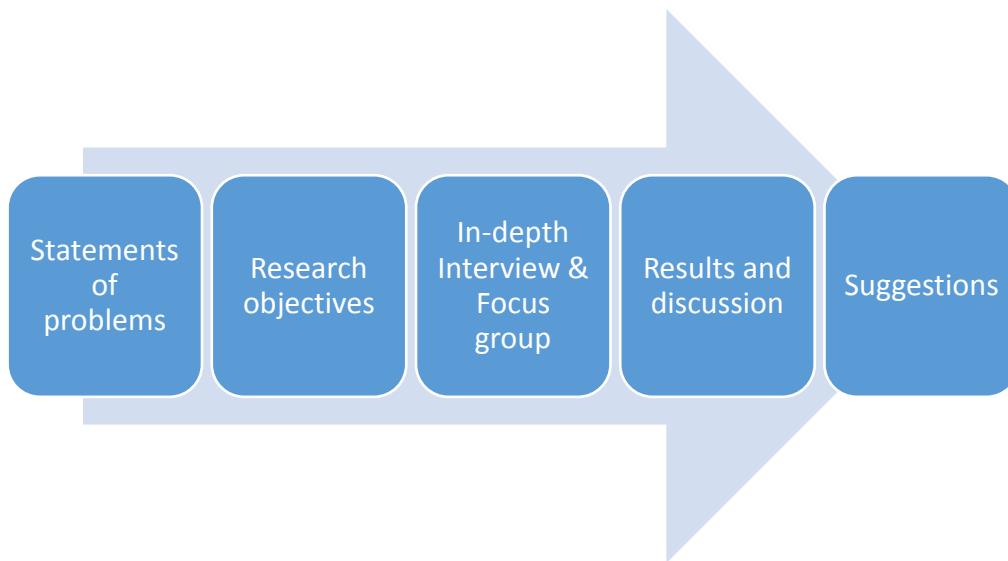 Statements
of
problems
Research
objectives
In-depth
Interview &
Focus
group
Results and
discussion
Suggestions